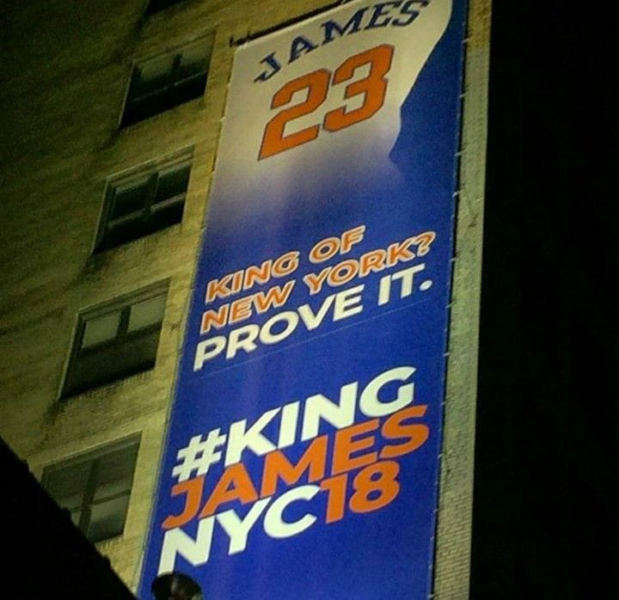 JAMES
23
KING OF
NEW YORK?
PROVE IT.
#KING
JAMES
NYC18